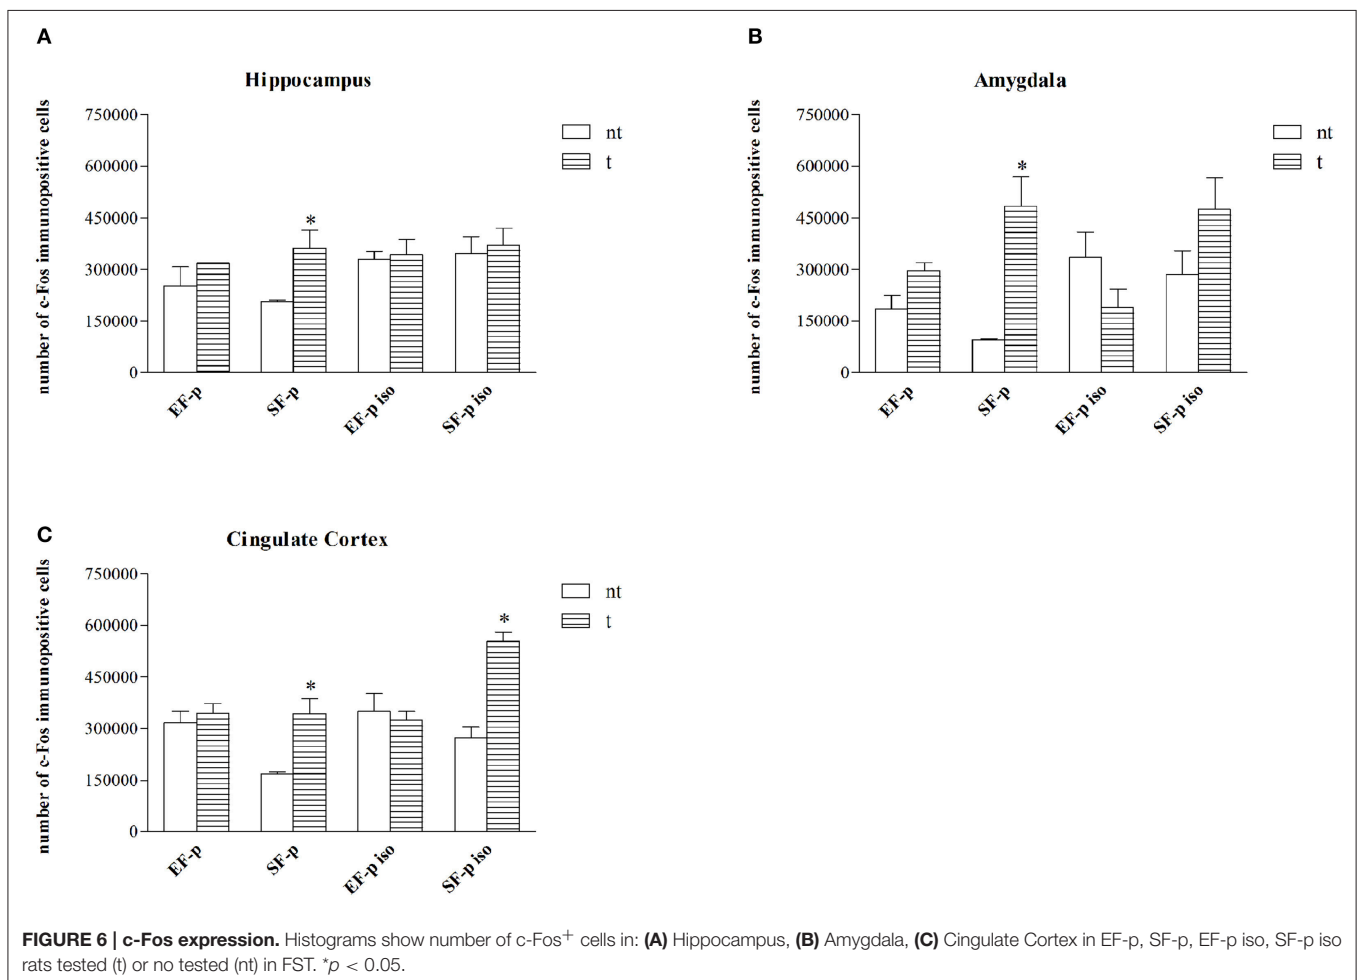 A
Hippocampus
number of c-Fos immunopositive cells
750000
600000
450000
300000
150000
0
*
nt
t
EF-p
SF-p
EF-p iso
SF-p iso
B
Amygdala
number of c-Fos immunopositive cells
750000
600000
450000
300000
150000
0
*
nt
t
EF-p
SF-p
EF-p iso
SF-p iso
C
Cingulate Cortex
number of c-Fos immunopositive cells
750000
600000
450000
300000
150000
0
*
*
nt
t
EF-p
SF-p
EF-p iso
SF-p iso
FIGURE 6 | c-Fos expression. Histograms show number of c-Fos+ cells in: (A) Hippocampus, (B) Amygdala, (C) Cingulate Cortex in EF-p, SF-p, EF-p iso, SF-p iso
rats tested (t) or no tested (nt) in FST. *p < 0.05.